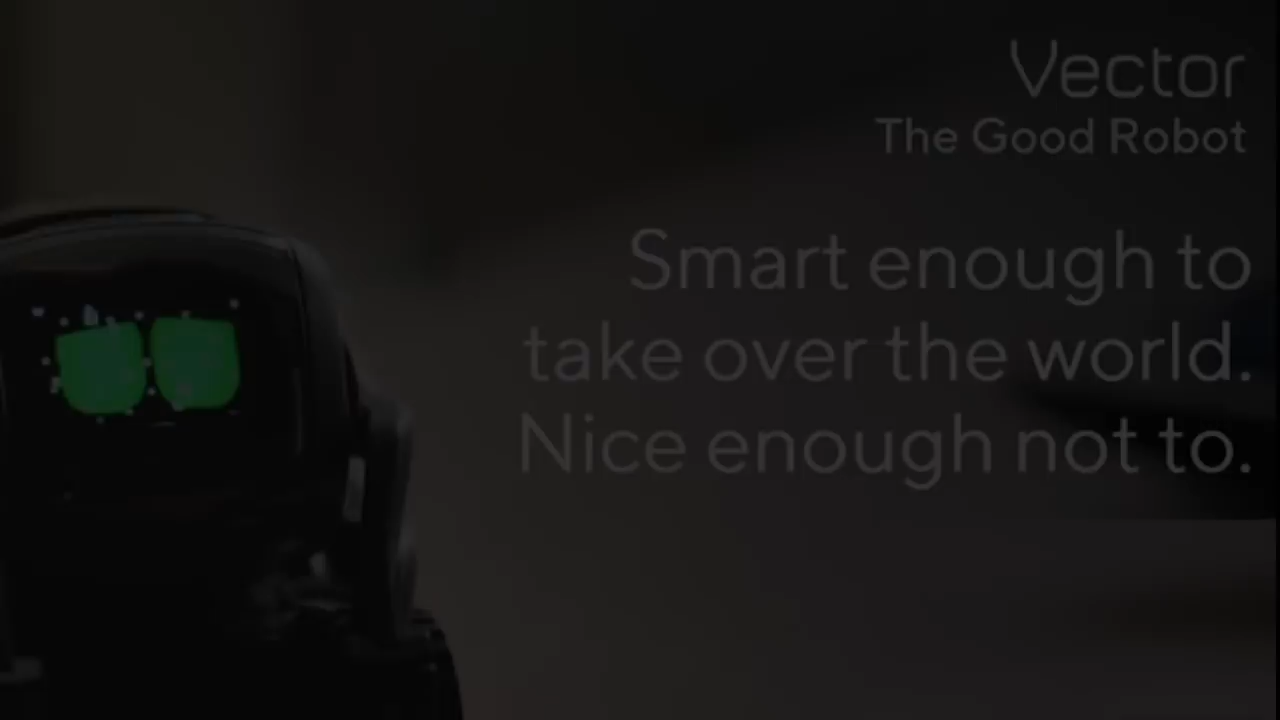 Vector
The Good Robot
Smart enough to
take over the world.
Nice enough not to.